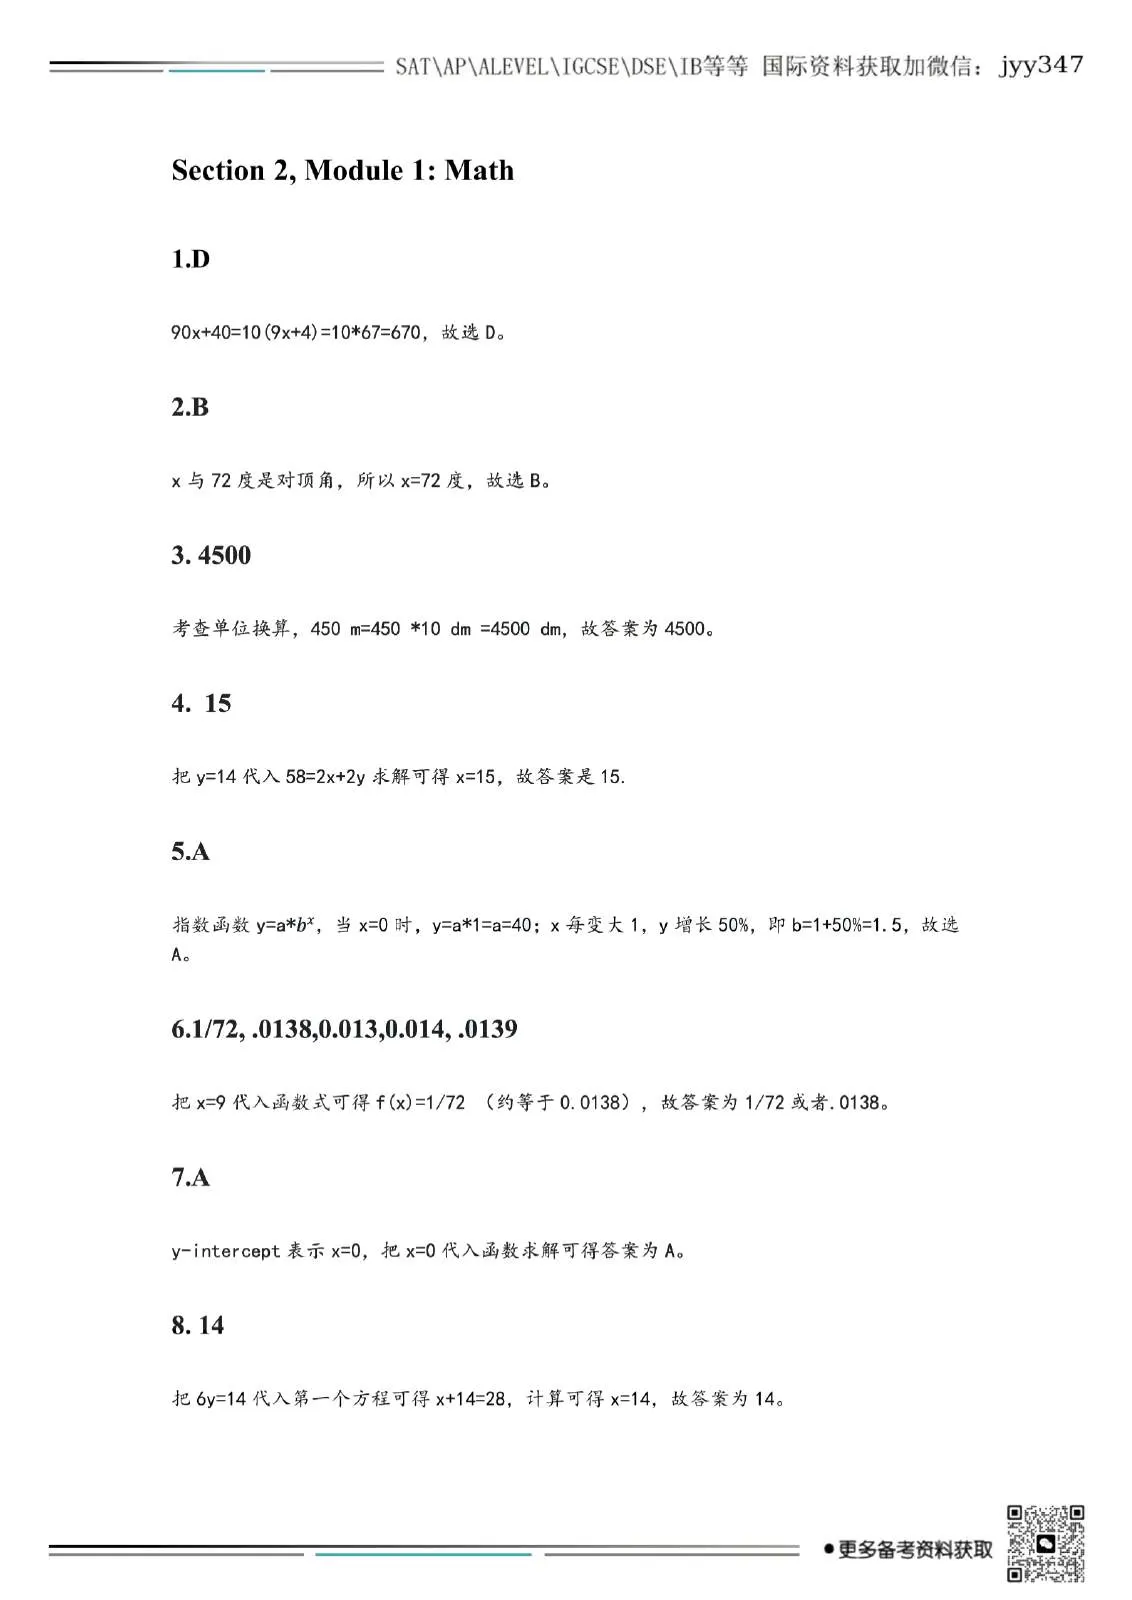 SAT\AP\ALEVEL\IGCSE\DSE\IB等等 国际资料获取加微信：jyy347
Section 2, Module 1: Math
1.D
90x+40=10(9x+4)=10*67=670，故选 D。
2.B
x 与 72 度是对顶角，所以 x=72 度，故选 B。
3. 4500
考查单位换算，450 m=450 *10 dm =4500 dm，故答案为 4500。
4. 15
把 y=14 代入 58=2x+2y 求解可得 x=15，故答案是 15.
5.A
指数函数 y=a*bˣ，当 x=0 时，y=a*1=a=40；x 每变大 1，y 增长 50%，即 b=1+50%=1.5，故选
A。
6.1/72, .0138,0.013,0.014, .0139
把 x=9 代入函数式可得 f(x)=1/72 （约等于 0.0138），故答案为 1/72 或者.0138。
7.A
y-intercept 表示 x=0，把 x=0 代入函数求解可得答案为 A。
8. 14
把 6y=14 代入第一个方程可得 x+14=28，计算可得 x=14，故答案为 14。
●更多备考资料获取